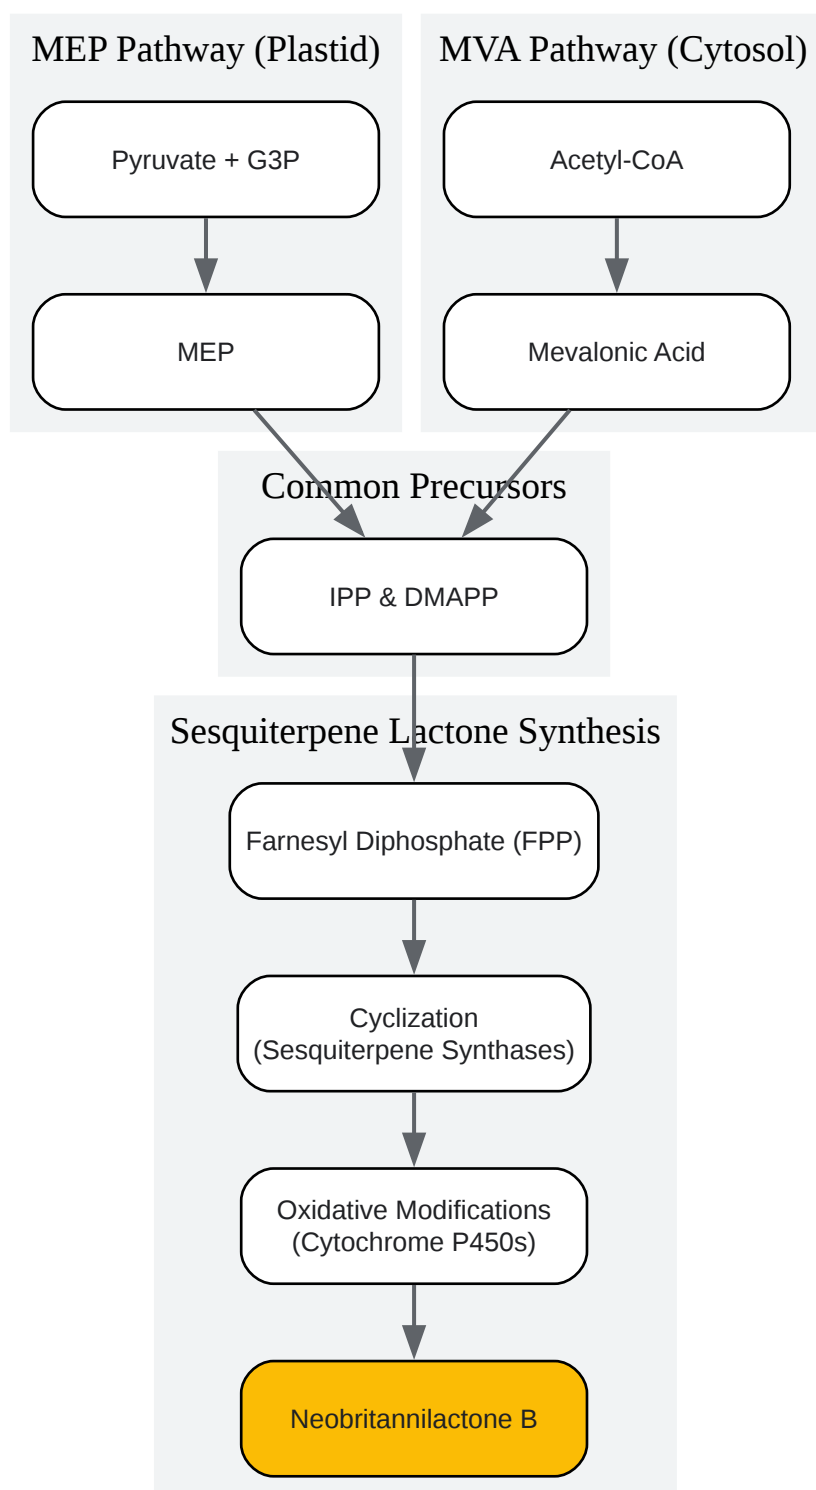 MEP Pathway (Plastid)
MVA Pathway (Cytosol)
Pyruvate + G3P
Acetyl-CoA
MEP
Mevalonic Acid
Common Precursors
IPP & DMAPP
Sesquiterpene Lactone Synthesis
Farnesyl Diphosphate (FPP)
Cyclization
(Sesquiterpene Synthases)
Oxidative Modifications
(Cytochrome P450s)
Neobritannilactone B